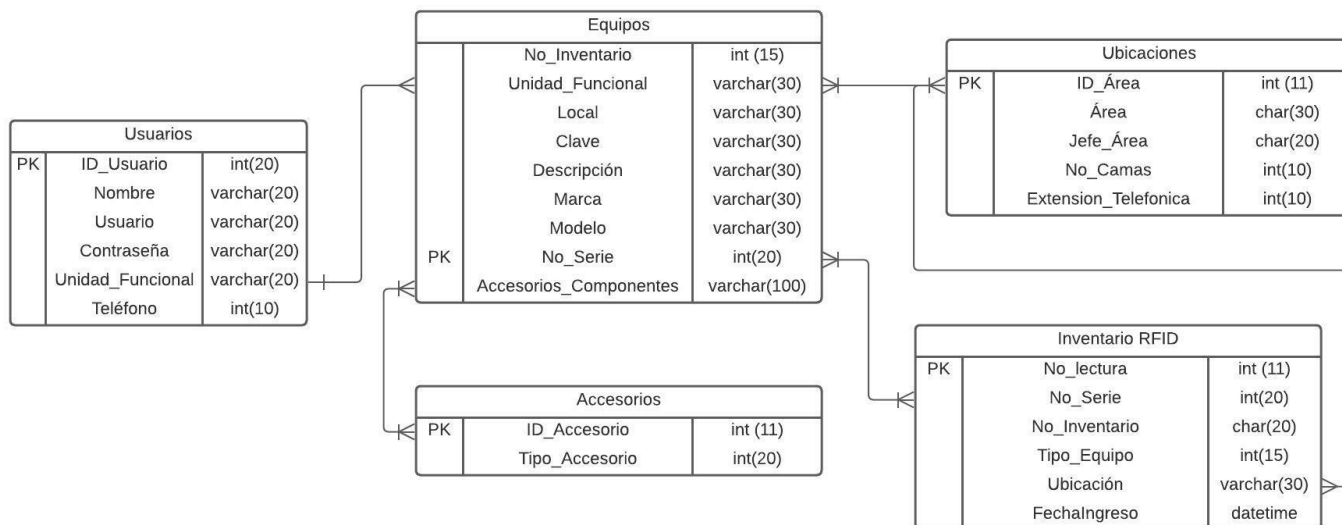 Usuarios
PK ID_Usuario int(20)
Nombre varchar(20)
Usuario varchar(20)
Contraseña varchar(20)
Unidad_Funcional varchar(20)
Teléfono int(10)
Equipos
No_Inventario int (15)
Unidad_Funcional varchar(30)
Local varchar(30)
Clave varchar(30)
Descripción varchar(30)
Marca varchar(30)
Modelo varchar(30)
PK No_Serie int(20)
Accesorios_Componentes varchar(100)
Accesorios
PK ID_Accesorio int (11)
Tipo_Accesorio int(20)
Ubicaciones
PK ID_Área int (11)
Área char(30)
Jefe_Área char(20)
No_Camas int(10)
Extension_Telefonica int(10)
Inventario RFID
PK No_lectura int (11)
No_Serie int(20)
No_Inventario char(20)
Tipo_Equipo int(15)
Ubicación varchar(30)
FechaIngreso datetime